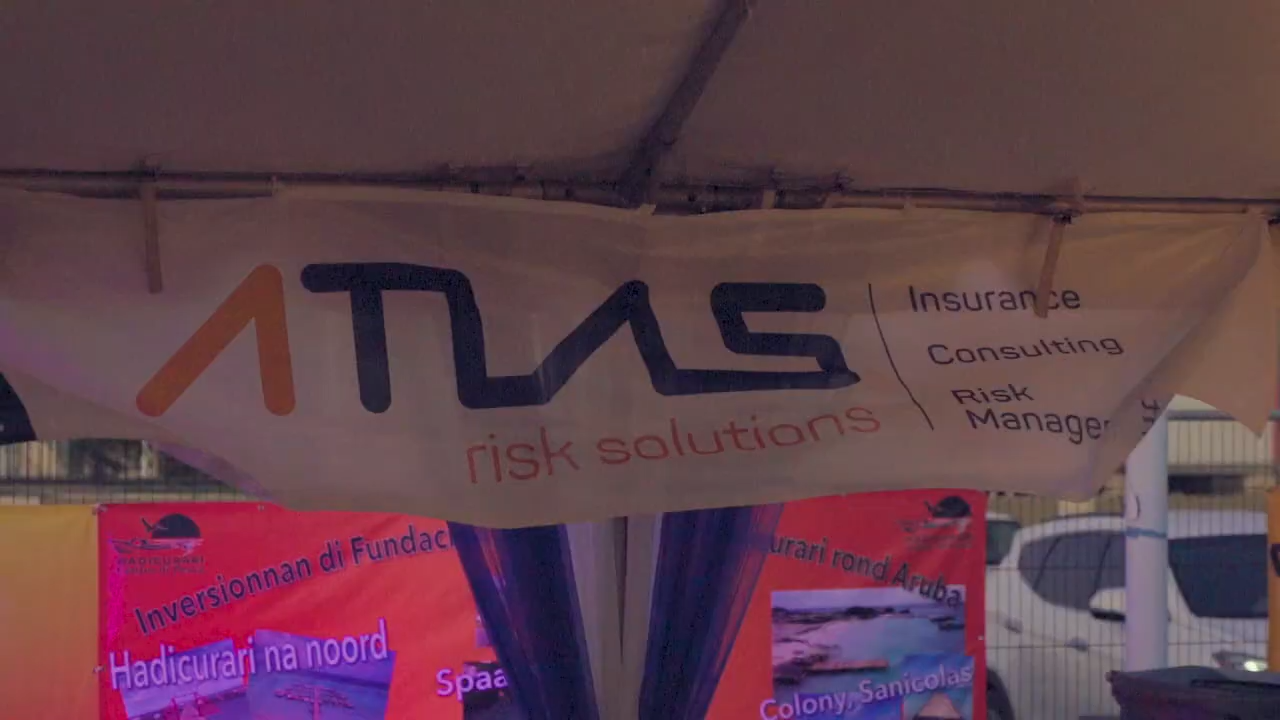 ATLAS
risk solutions
Insurance
Consulting
Risk
Manage
HADICURARI
Inversionnan di Fundaci
Hadicurari na noord
Spaa
urari rond Aruba
Colony, Sanicolas